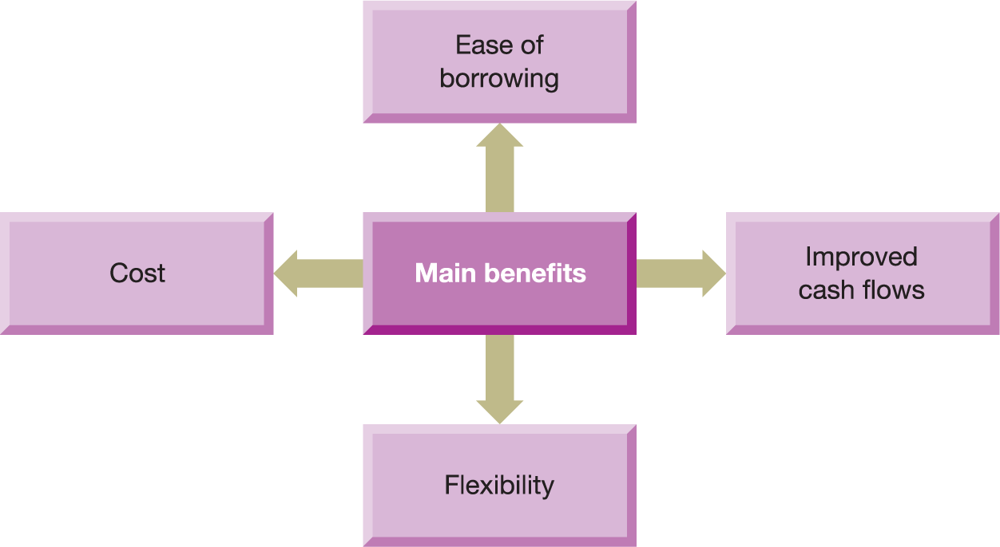 Ease of
borrowing
Cost
Main benefits
Improved
cash flows
Flexibility